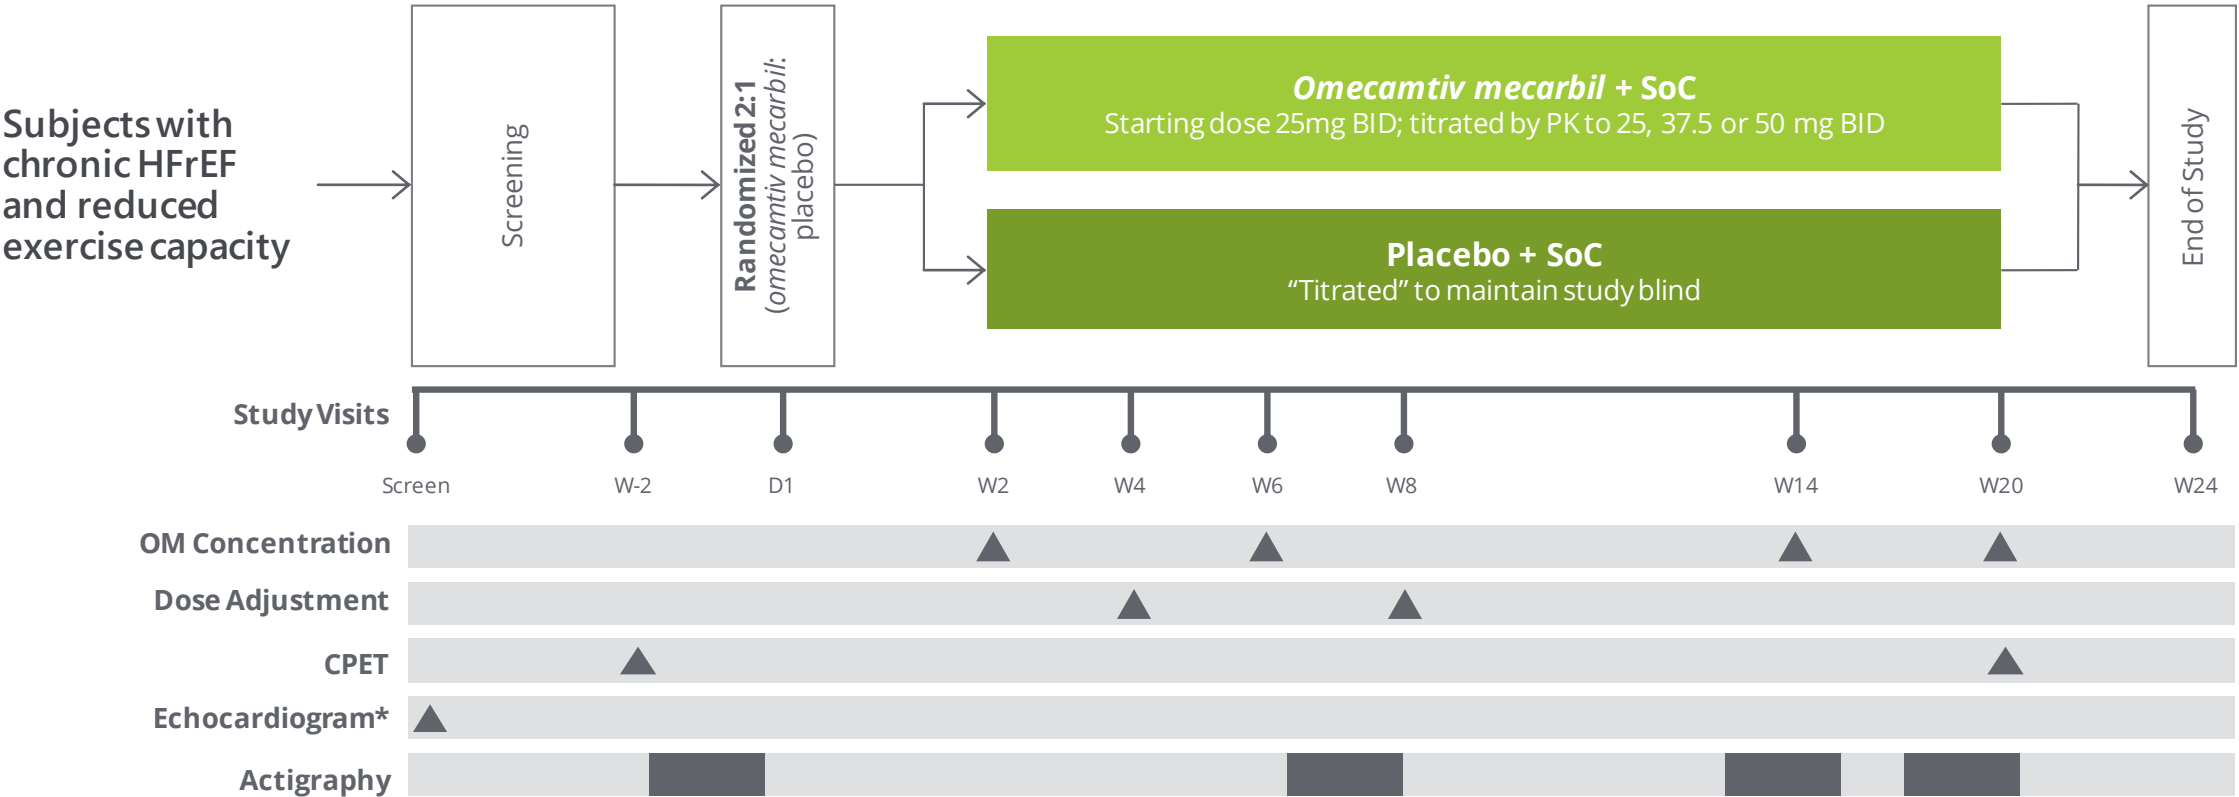 Subjects with
chronic HFrEF
and reduced
exercise capacity
Screening
Randomized 2:1
(omecamtiv mecarbil:
placebo)
Omecamtiv mecarbil + SoC
Starting dose 25mg BID; titrated by PK to 25, 37.5 or 50 mg BID
Placebo + SoC
“Titrated” to maintain study blind
End of Study
Study Visits
Screen W-2 D1 W2 W4 W6 W8 W14 W20 W24
OM Concentration
Dose Adjustment
CPET
Echocardiogram*
Actigraphy